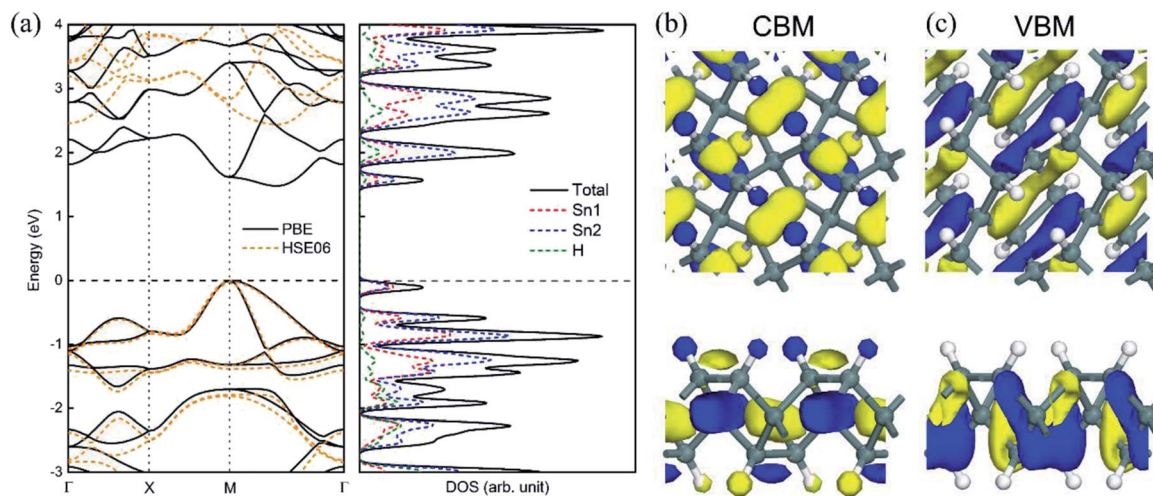 (a)
4
3
2
1
4
0
-1
-2
-3
Energy (eV)
PBE
HSE06
Γ X M Γ
Total
Sn1
Sn2
H
DOS (arb. unit)
(b) CBM
(c) VBM